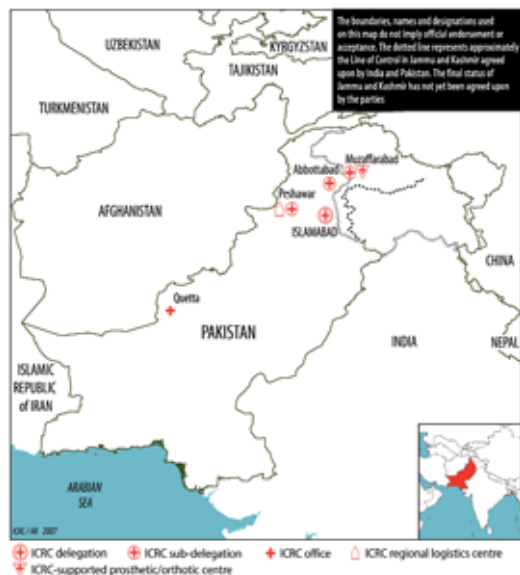 The boundaries, names and designations used
on this map do not imply official endorsement or
acceptance. The dotted line represents approximately
the Line of Control in Jammu and Kashmir agreed
upon by India and Pakistan. The final status of
Jammu and Kashmir has not yet been agreed upon
by the parties
UZBEKISTAN
KYRGYZSTAN
TAJIKISTAN
TURKMENISTAN
Muzaffarabad
Abbottabad
Peshawar
AFGHANISTAN
ISLAMABAD
CHINA
Quetta
PAKISTAN
INDIA
NEPAL
ISLAMIC
REPUBLIC
of IRAN
ARABIAN
SEA
ICRC / AR 2007
ICRC delegation
ICRC sub-delegation
ICRC office
ICRC regional logistics centre
ICRC-supported prosthetic/orthotic centre